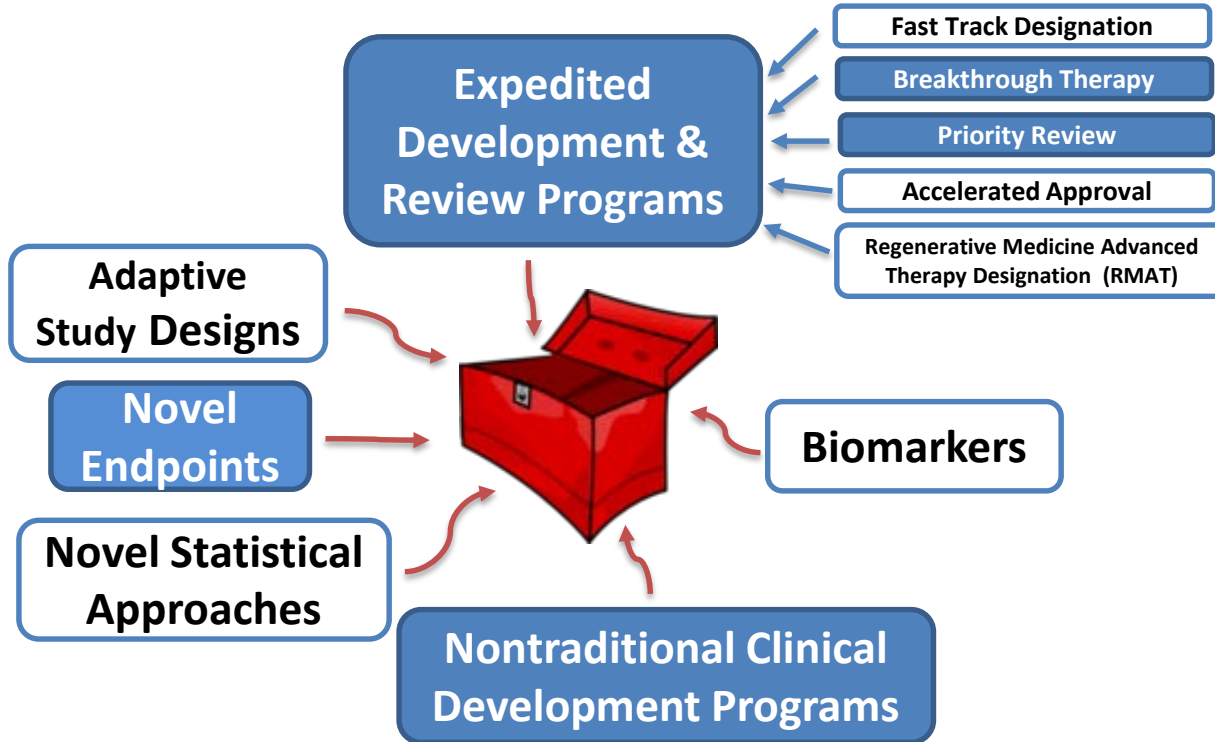 Expedited
Development &
Review Programs
Fast Track Designation
Breakthrough Therapy
Priority Review
Accelerated Approval
Regenerative Medicine Advanced
Therapy Designation (RMAT)
Adaptive
Study Designs
Novel
Endpoints
Novel Statistical
Approaches
Biomarkers
Nontraditional Clinical
Development Programs